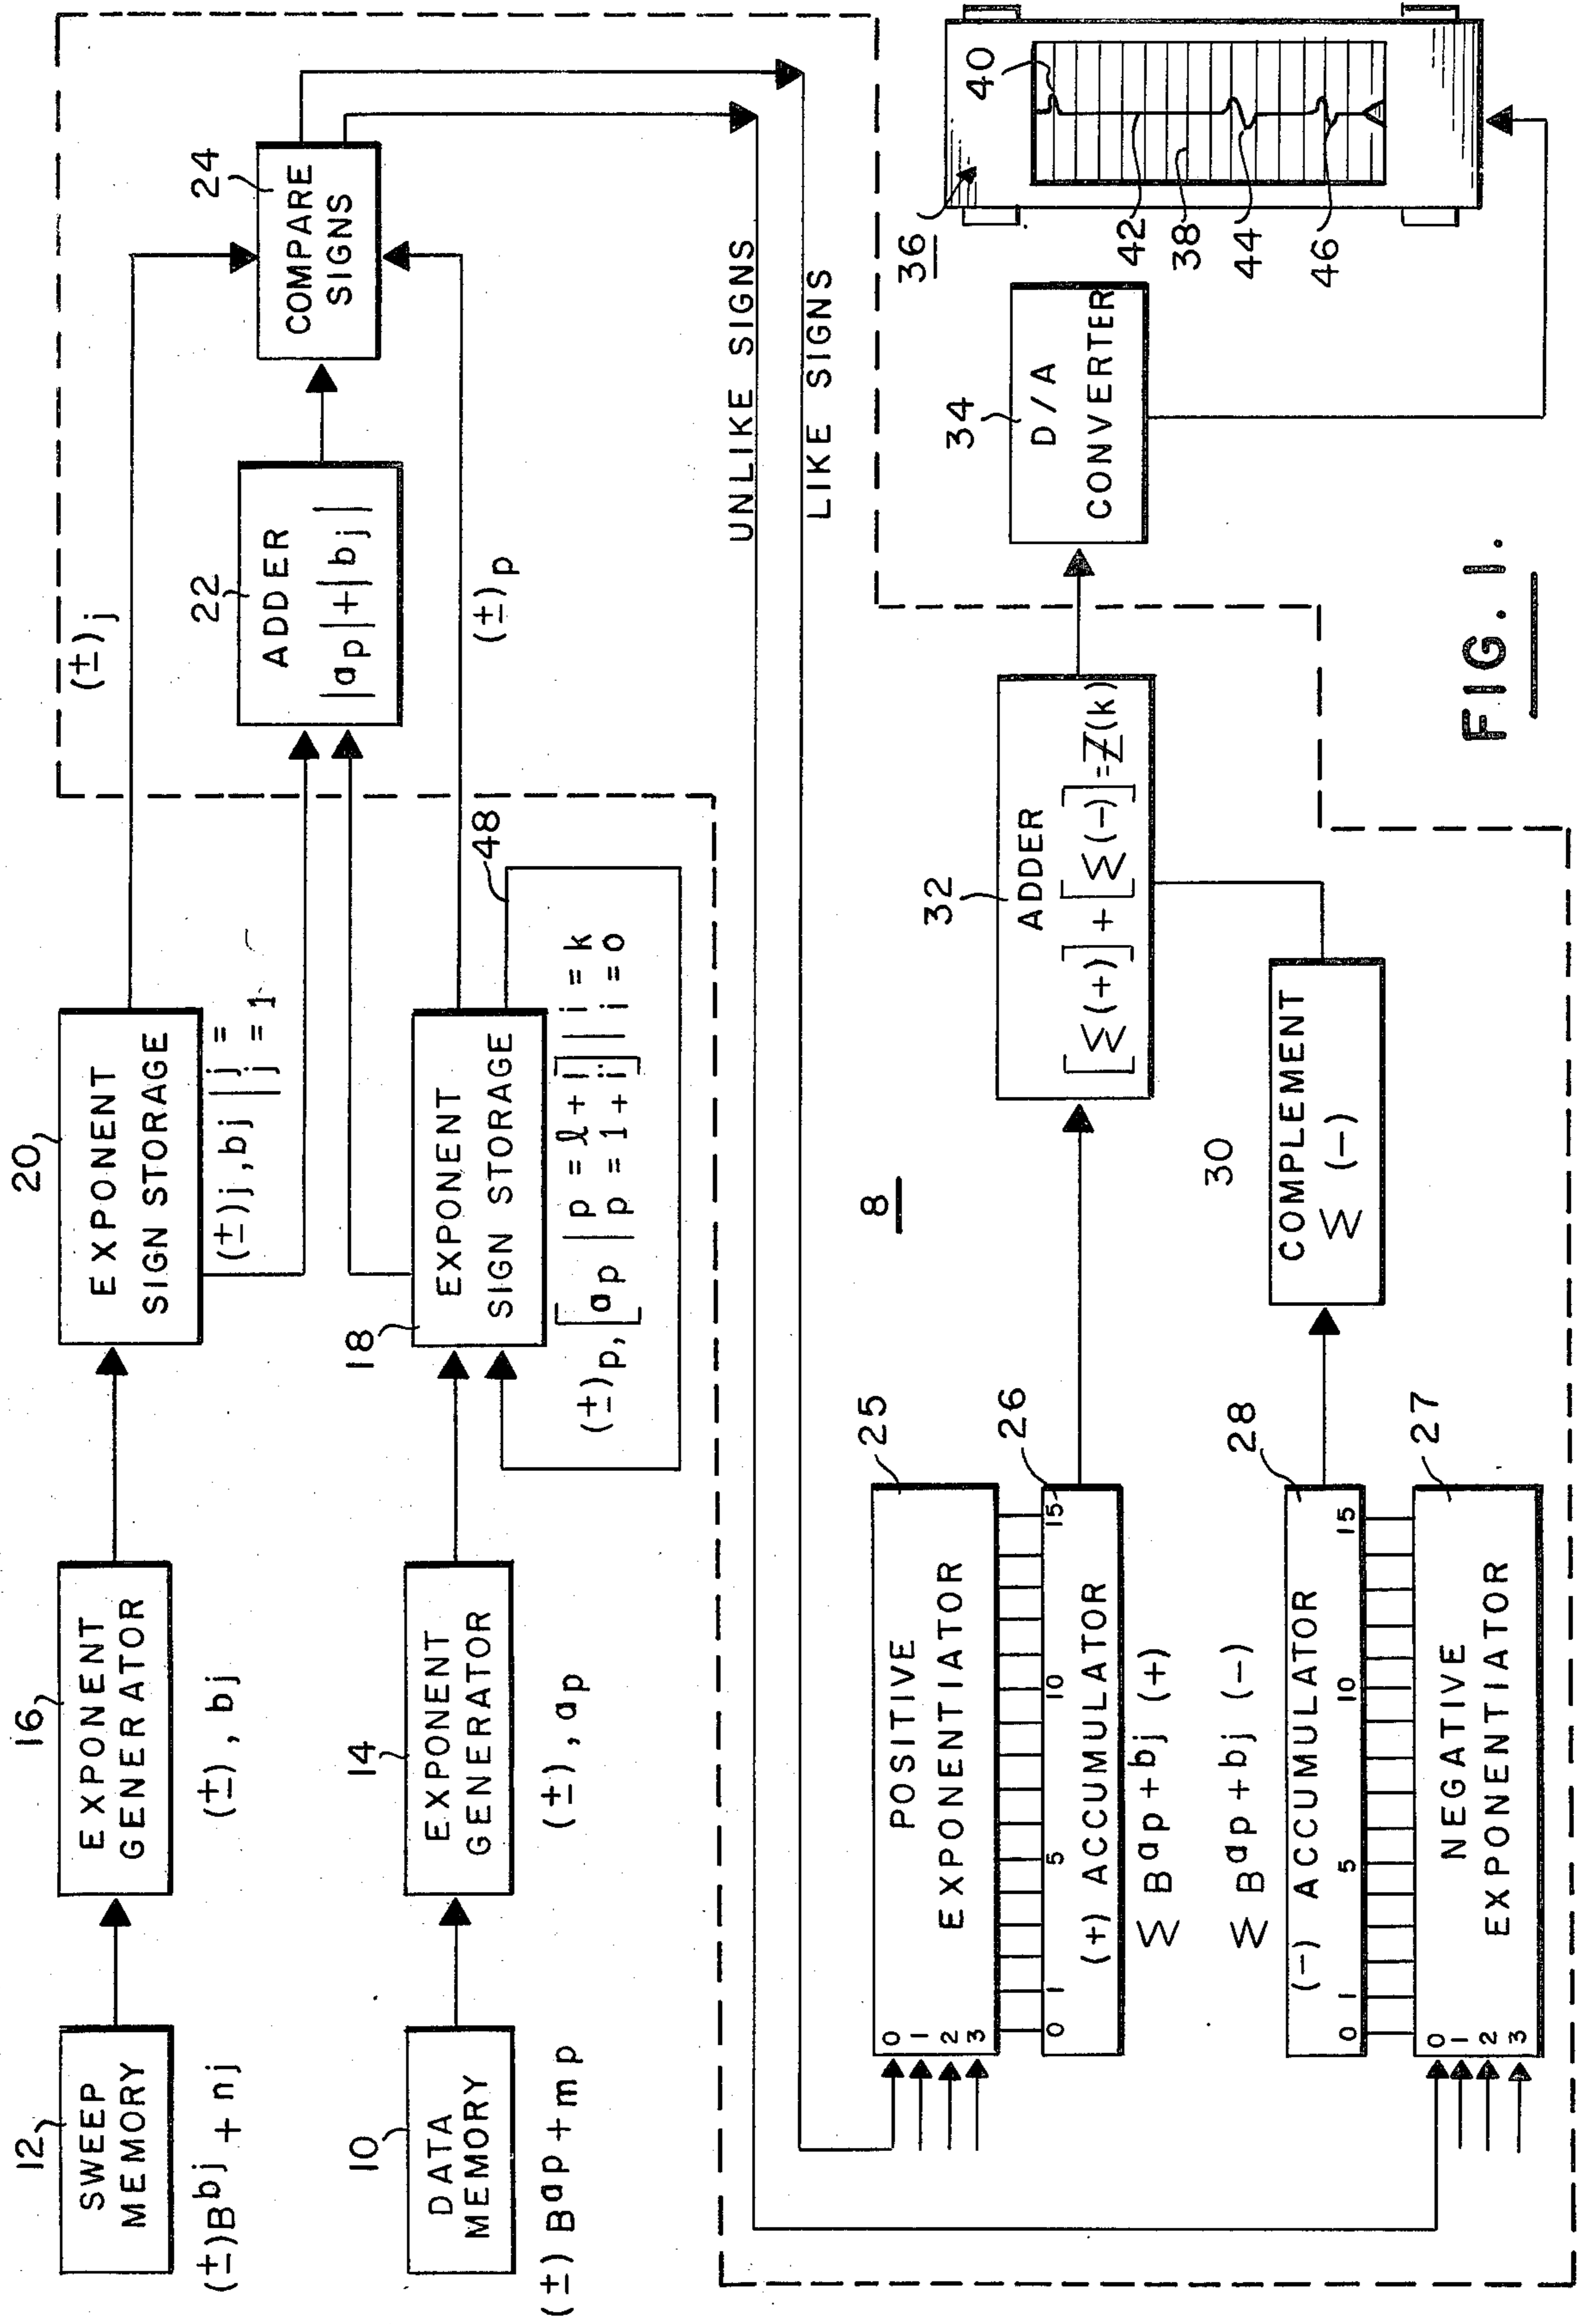 12
SWEEP
MEMORY
(±)B^bj + nj
16
EXPONENT
GENERATOR
(±), bj
20
EXPONENT
SIGN STORAGE
(±)j, bj | j =
| j = 1
(±)j
10
DATA
MEMORY
(±) B^ap + mp
14
EXPONENT
GENERATOR
(±), ap
18
EXPONENT
SIGN STORAGE
48
(±)p
22
ADDER
|ap|+|bj|
24
COMPARE
SIGNS
UNLIKE SIGNS
LIKE SIGNS
8
25
POSITIVE
EXPONENTIATOR
0
1
2
3
26
0 1 5 10 15
(+) ACCUMULATOR
Σ B^ap+bj (+)
Σ B^ap+bj (-)
28
(-) ACCUMULATOR
0 1 5 10 15
27
NEGATIVE
EXPONENTIATOR
0
1
2
3
30
COMPLEMENT
Σ (-)
32
ADDER
[Σ(+)] + [Σ(-)] = Z(k)
34
D/A
CONVERTER
36
40
42
38
44
46
FIG. 1.